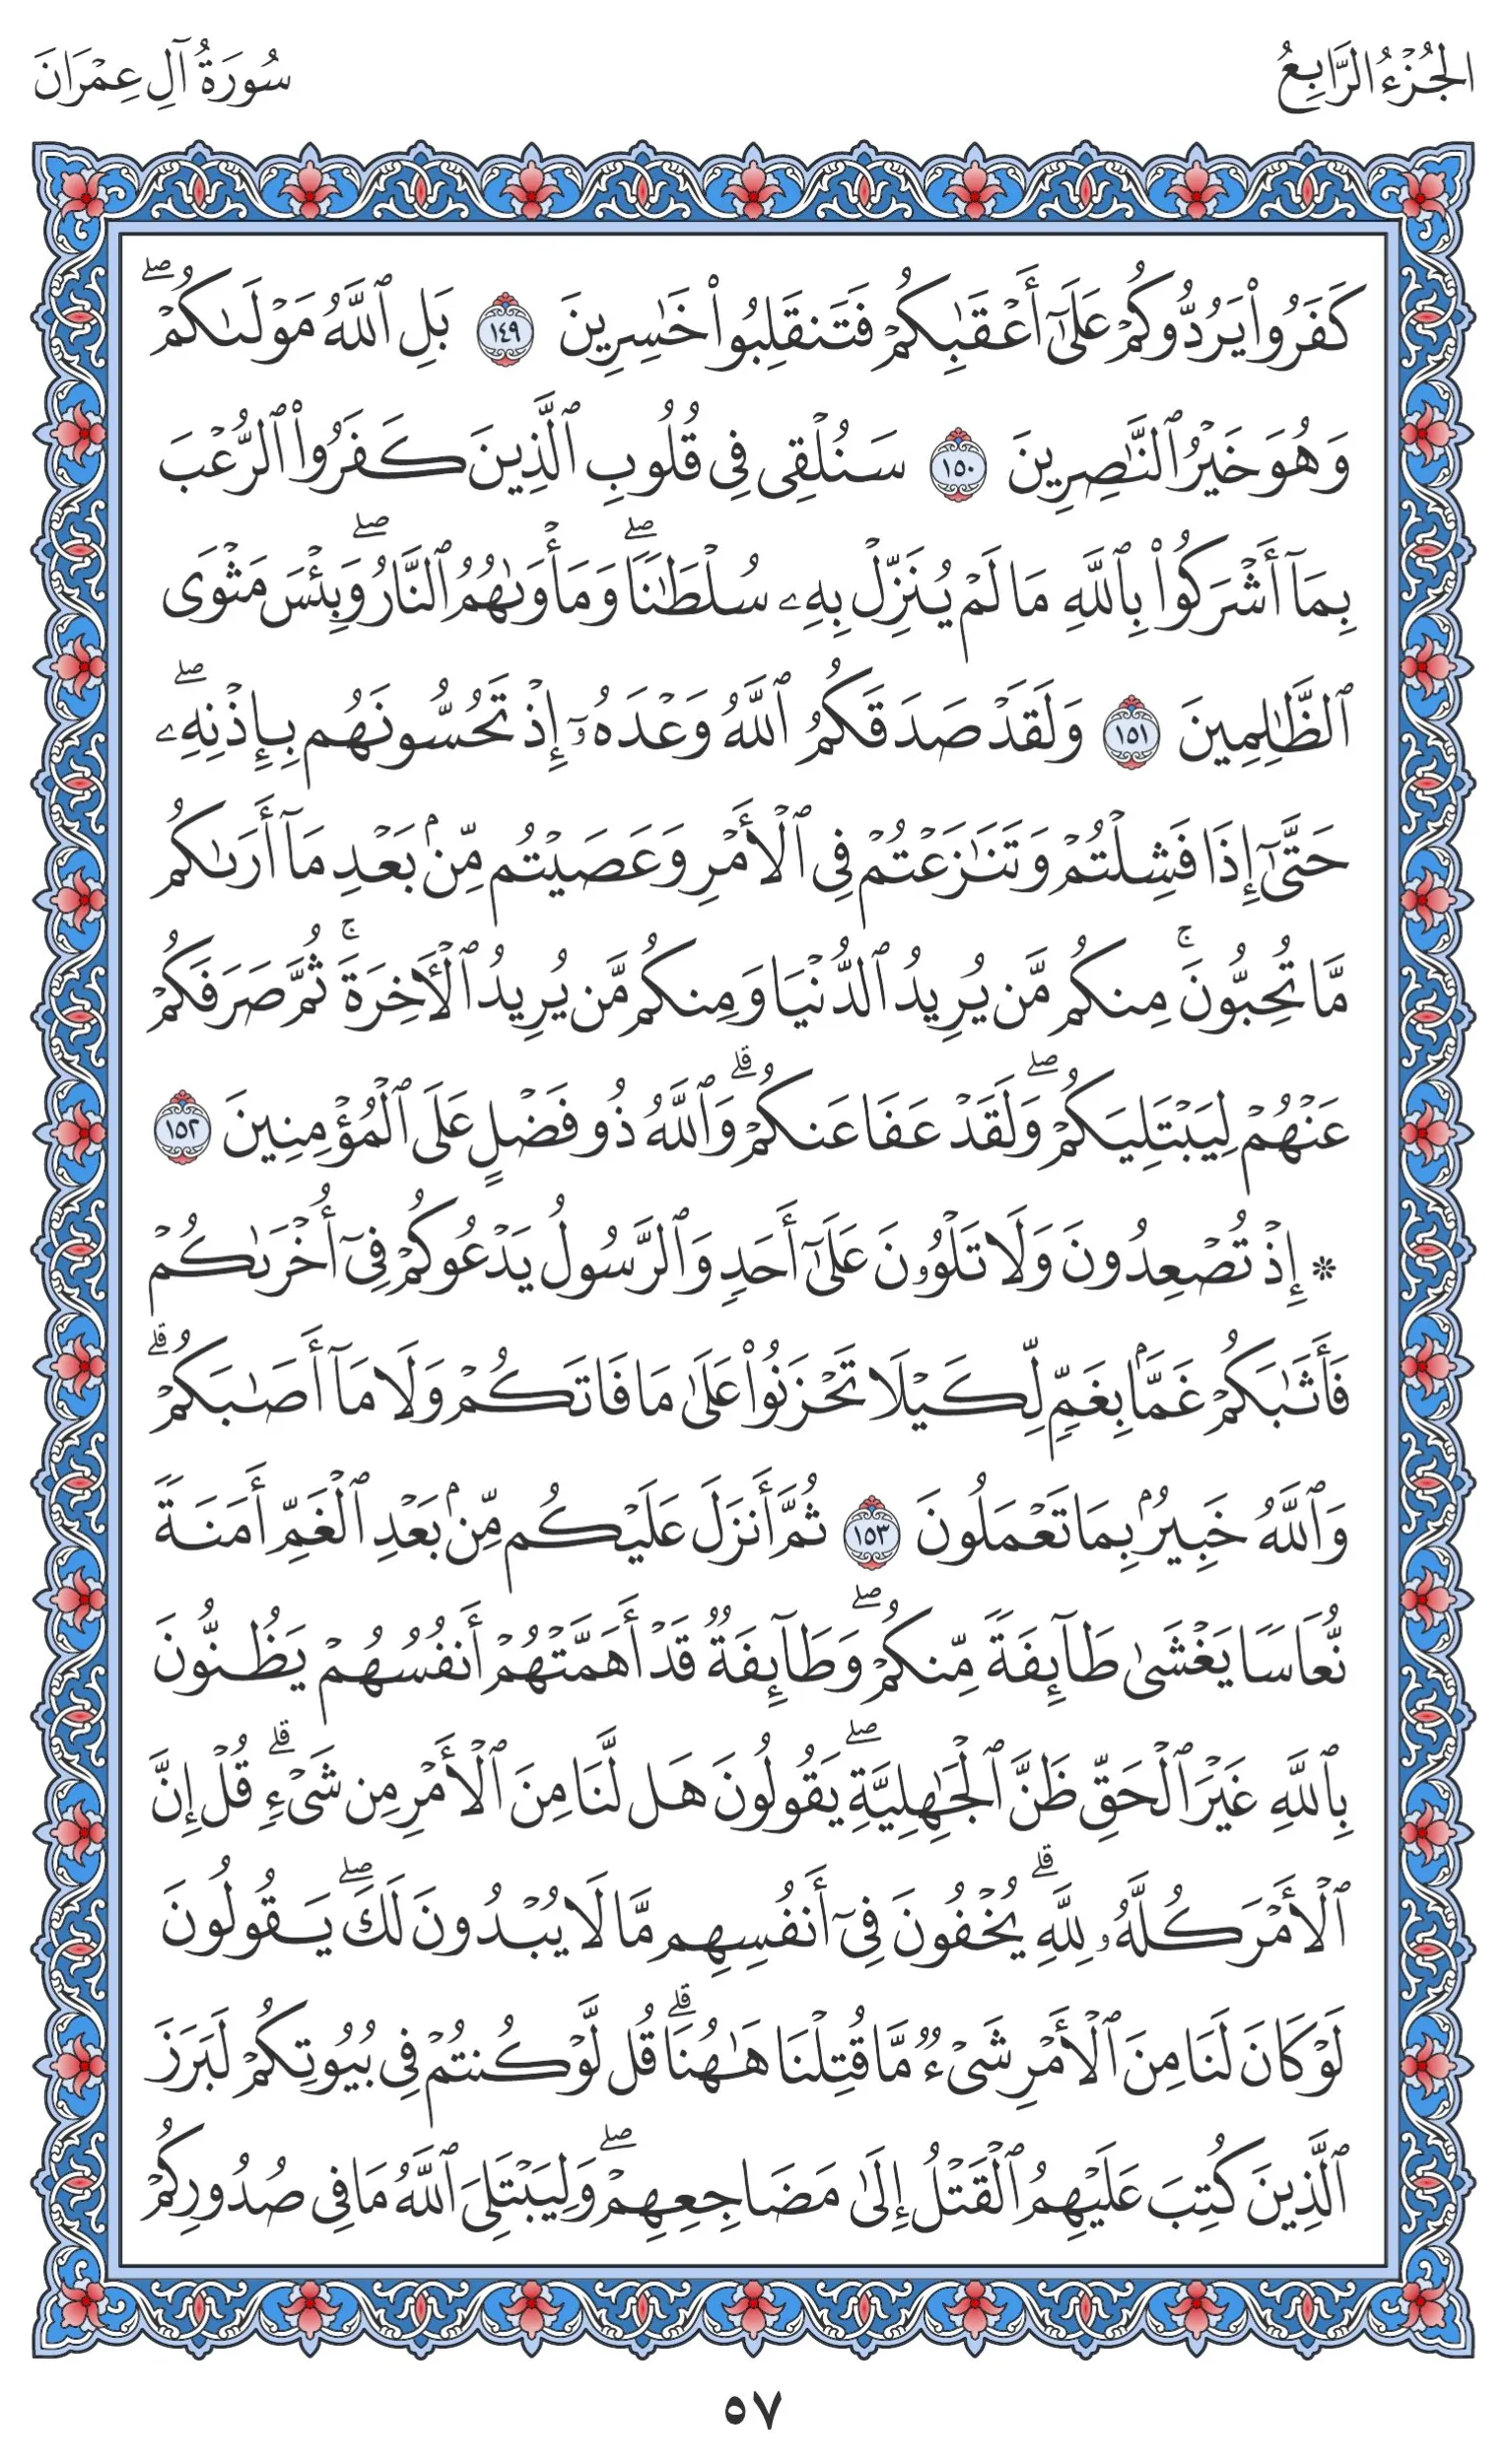 الجُزْءُ الرَّابِعُ
سُورَةُ آلِ عِمْرَانَ
كَفَرُوا۟ يَرُدُّوكُمْ عَلَىٰٓ أَعْقَٰبِكُمْ فَتَنقَلِبُوا۟ خَٰسِرِينَ ١٤٩ بَلِ ٱللَّهُ مَوْلَىٰكُمْۖ
وَهُوَ خَيْرُ ٱلنَّٰصِرِينَ ١٥٠ سَنُلْقِى فِى قُلُوبِ ٱلَّذِينَ كَفَرُوا۟ ٱلرُّعْبَ
بِمَآ أَشْرَكُوا۟ بِٱللَّهِ مَا لَمْ يُنَزِّلْ بِهِۦ سُلْطَٰنًاۖ وَمَأْوَىٰهُمُ ٱلنَّارُۖ وَبِئْسَ مَثْوَى
ٱلظَّٰلِمِينَ ١٥١ وَلَقَدْ صَدَقَكُمُ ٱللَّهُ وَعْدَهُۥٓ إِذْ تَحُسُّونَهُم بِإِذْنِهِۦۖ
حَتَّىٰٓ إِذَا فَشِلْتُمْ وَتَنَٰزَعْتُمْ فِى ٱلْأَمْرِ وَعَصَيْتُم مِّنۢ بَعْدِ مَآ أَرَىٰكُم
مَّا تُحِبُّونَۚ مِنكُم مَّن يُرِيدُ ٱلدُّنْيَا وَمِنكُم مَّن يُرِيدُ ٱلْءَاخِرَةَۚ ثُمَّ صَرَفَكُمْ
عَنْهُمْ لِيَبْتَلِيَكُمْۖ وَلَقَدْ عَفَا عَنكُمْۗ وَٱللَّهُ ذُو فَضْلٍ عَلَى ٱلْمُؤْمِنِينَ ١٥٢
* إِذْ تُصْعِدُونَ وَلَا تَلْوُۥنَ عَلَىٰٓ أَحَدٍ وَٱلرَّسُولُ يَدْعُوكُمْ فِىٓ أُخْرَىٰكُمْ
فَأَثَٰبَكُمْ غَمًّۢا بِغَمٍّ لِّكَيْلَا تَحْزَنُوا۟ عَلَىٰ مَا فَاتَكُمْ وَلَا مَآ أَصَٰبَكُمْۗ
وَٱللَّهُ خَبِيرٌۢ بِمَا تَعْمَلُونَ ١٥٣ ثُمَّ أَنزَلَ عَلَيْكُم مِّنۢ بَعْدِ ٱلْغَمِّ أَمَنَةً
نُّعَاسًا يَغْشَىٰ طَآئِفَةً مِّنكُمْۖ وَطَآئِفَةٌ قَدْ أَهَمَّتْهُمْ أَنفُسُهُمْ يَظُنُّونَ
بِٱللَّهِ غَيْرَ ٱلْحَقِّ ظَنَّ ٱلْجَٰهِلِيَّةِۖ يَقُولُونَ هَل لَّنَا مِنَ ٱلْأَمْرِ مِن شَىْءٍۗ قُلْ إِنَّ
ٱلْأَمْرَ كُلَّهُۥ لِلَّهِۗ يُخْفُونَ فِىٓ أَنفُسِهِم مَّا لَا يُبْدُونَ لَكَۖ يَقُولُونَ
لَوْ كَانَ لَنَا مِنَ ٱلْأَمْرِ شَىْءٌ مَّا قُتِلْنَا هَٰهُنَاۗ قُل لَّوْ كُنتُمْ فِى بُيُوتِكُمْ لَبَرَزَ
ٱلَّذِينَ كُتِبَ عَلَيْهِمُ ٱلْقَتْلُ إِلَىٰ مَضَاجِعِهِمْۖ وَلِيَبْتَلِىَ ٱللَّهُ مَا فِى صُدُورِكُمْ
٥٧